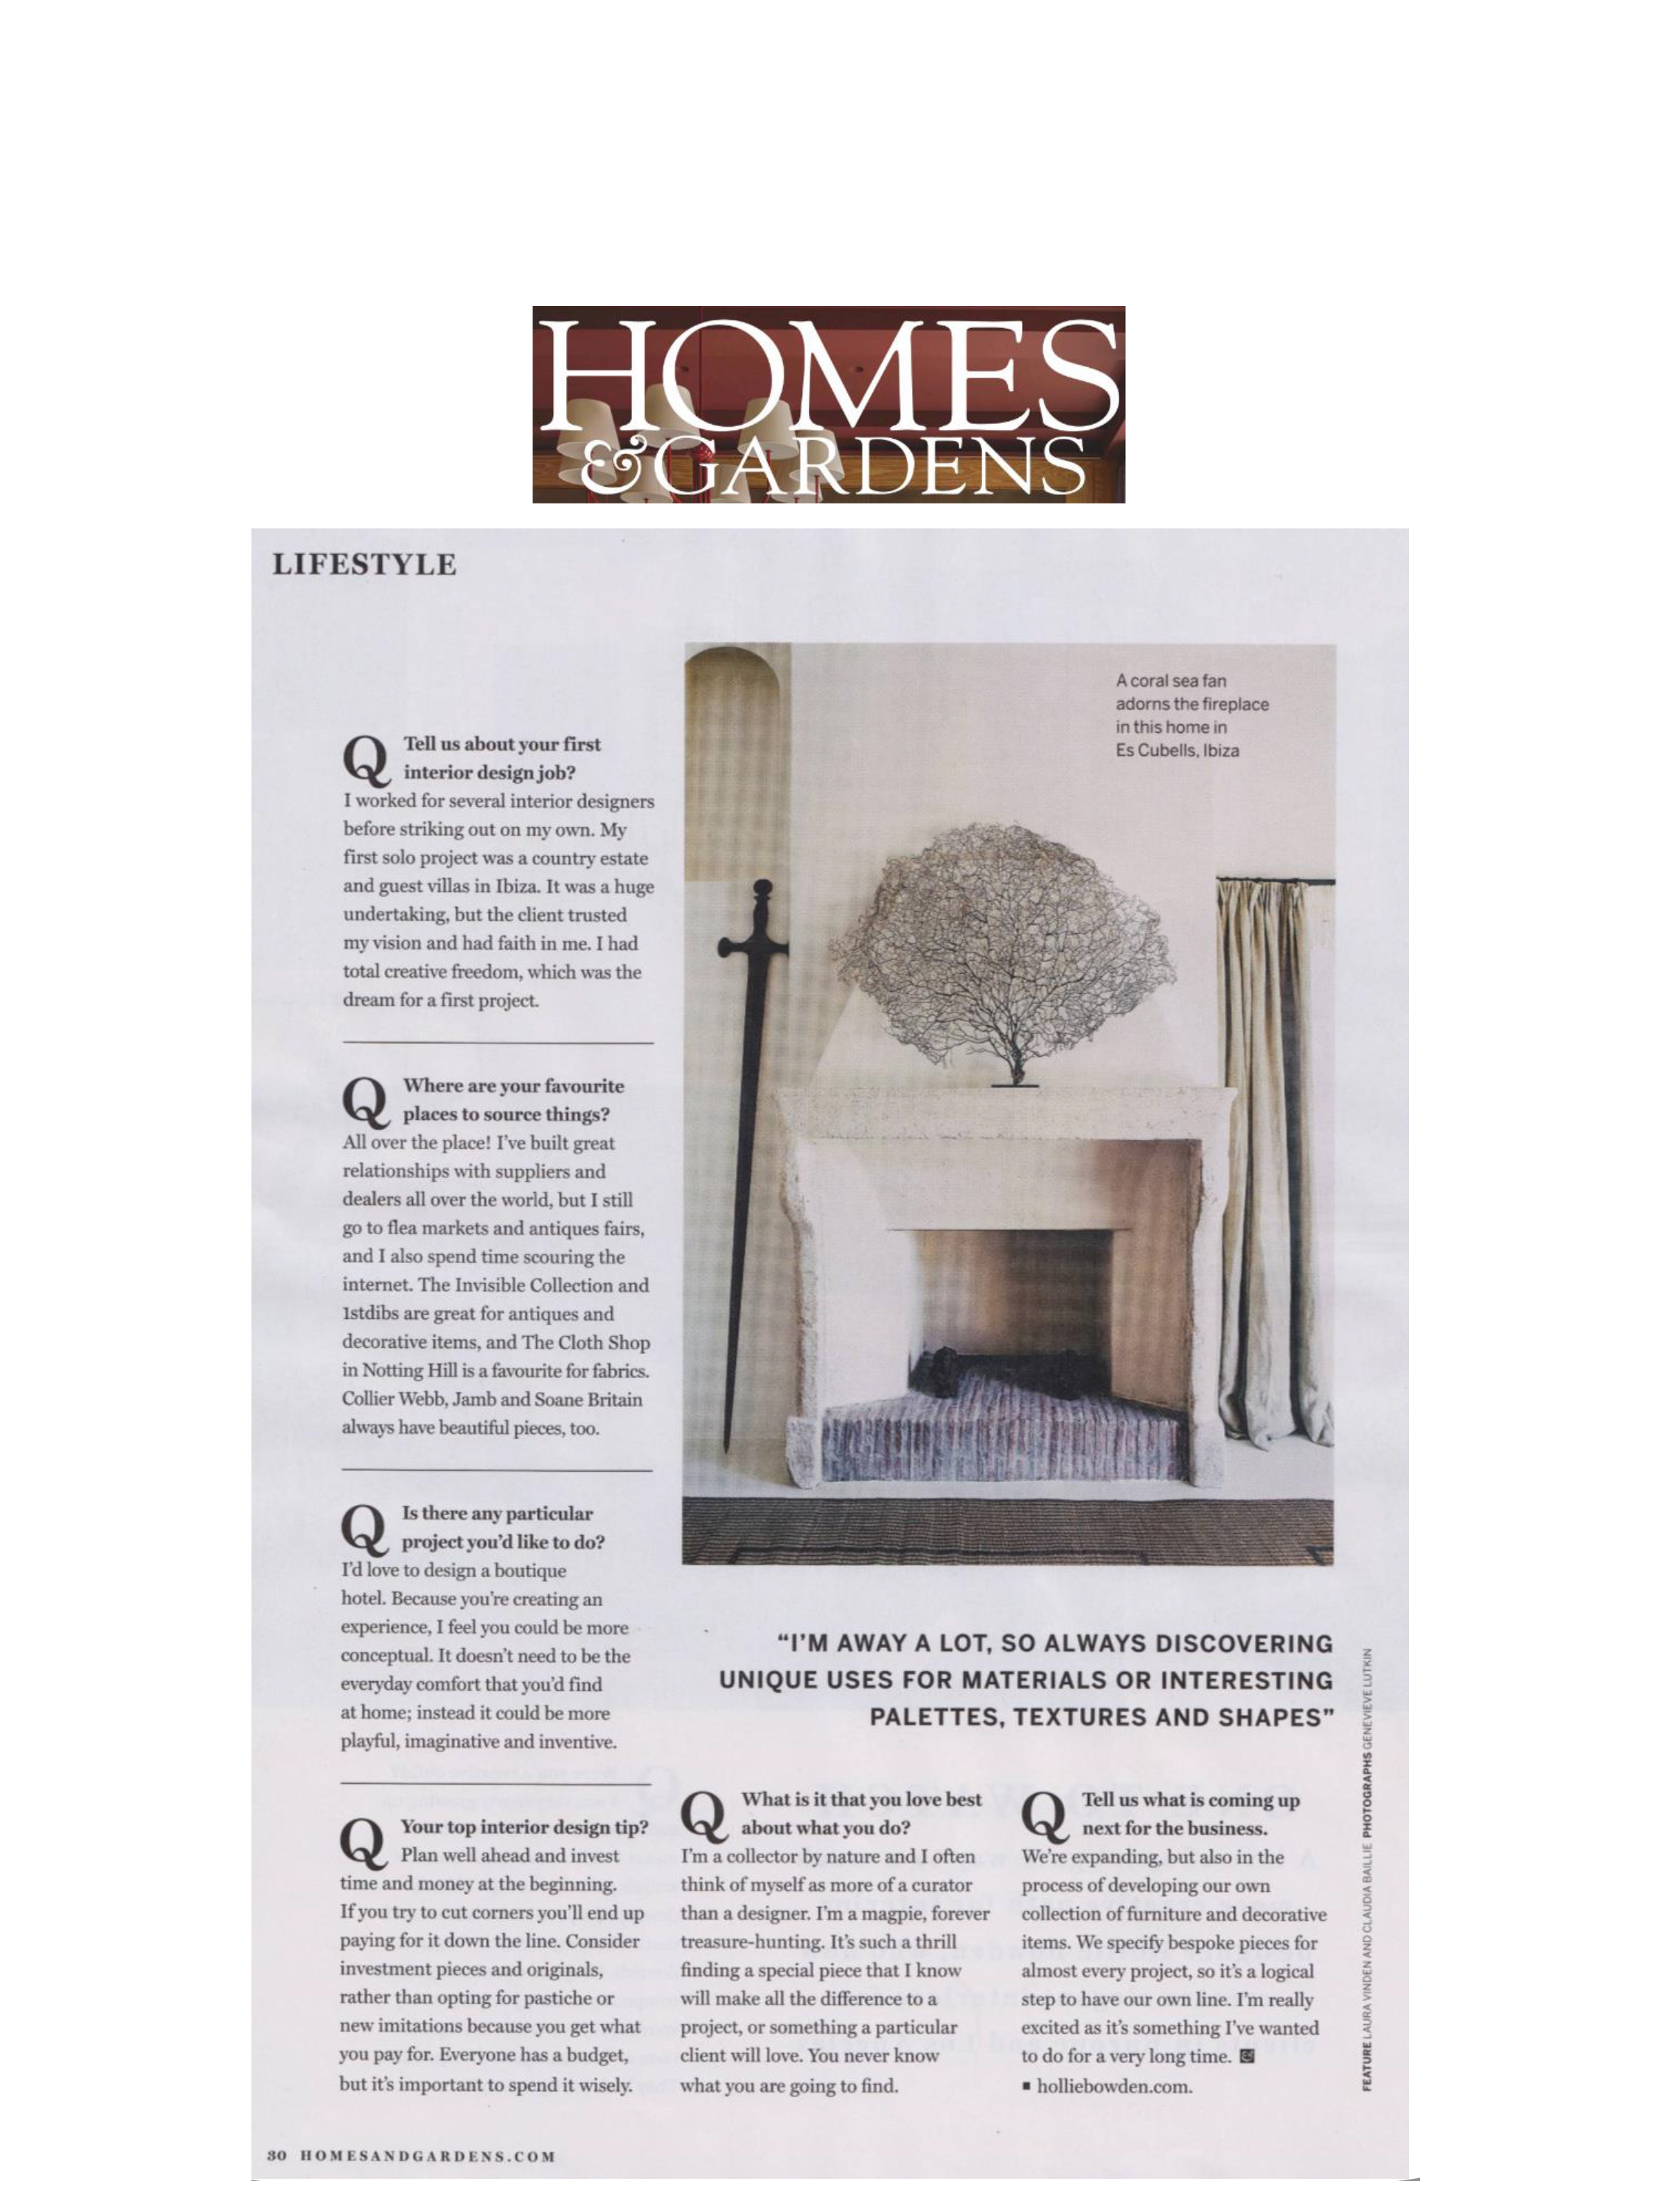 HOMES
& GARDENS
LIFESTYLE
A coral sea fan
adorns the fireplace
in this home in
Es Cubells, Ibiza
Q Tell us about your first
interior design job?
I worked for several interior designers
before striking out on my own. My
first solo project was a country estate
and guest villas in Ibiza. It was a huge
undertaking, but the client trusted
my vision and had faith in me. I had
total creative freedom, which was the
dream for a first project.
Q Where are your favourite
places to source things?
All over the place! I've built great
relationships with suppliers and
dealers all over the world, but I still
go to flea markets and antiques fairs,
and I also spend time scouring the
internet. The Invisible Collection and
1stdibs are great for antiques and
decorative items, and The Cloth Shop
in Notting Hill is a favourite for fabrics.
Collier Webb, Jamb and Soane Britain
always have beautiful pieces, too.
Q Is there any particular
project you'd like to do?
I'd love to design a boutique
hotel. Because you're creating an
experience, I feel you could be more
conceptual. It doesn't need to be the
everyday comfort that you'd find
at home; instead it could be more
playful, imaginative and inventive.
Q Your top interior design tip?
Plan well ahead and invest
time and money at the beginning.
If you try to cut corners you'll end up
paying for it down the line. Consider
investment pieces and originals,
rather than opting for pastiche or
new imitations because you get what
you pay for. Everyone has a budget,
but it's important to spend it wisely.
"I'M AWAY A LOT, SO ALWAYS DISCOVERING
UNIQUE USES FOR MATERIALS OR INTERESTING
PALETTES, TEXTURES AND SHAPES"
Q What is it that you love best
about what you do?
I'm a collector by nature and I often
think of myself as more of a curator
than a designer. I'm a magpie, forever
treasure-hunting. It's such a thrill
finding a special piece that I know
will make all the difference to a
project, or something a particular
client will love. You never know
what you are going to find.
Q Tell us what is coming up
next for the business.
We're expanding, but also in the
process of developing our own
collection of furniture and decorative
items. We specify bespoke pieces for
almost every project, so it's a logical
step to have our own line. I'm really
excited as it's something I've wanted
to do for a very long time.
▪ holliebowden.com.
FEATURE LAURA VINDEN AND CLAUDIA BAILLIE PHOTOGRAPHS GENEVIEVE LUTKIN
30 HOMESANDGARDENS.COM